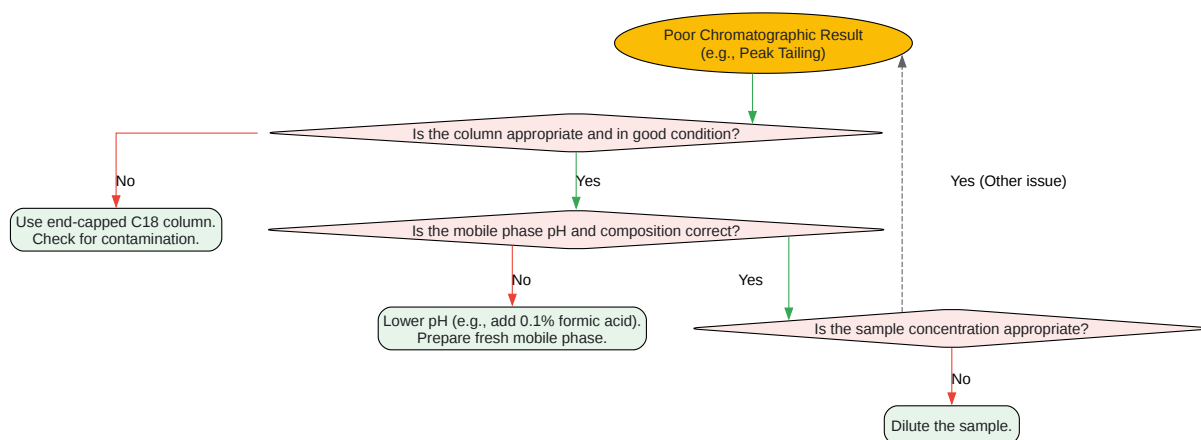 Poor Chromatographic Result
(e.g., Peak Tailing)
Is the column appropriate and in good condition?
No
Yes
Yes (Other issue)
Use end-capped C18 column.
Check for contamination.
Is the mobile phase pH and composition correct?
No
Yes
Lower pH (e.g., add 0.1% formic acid).
Prepare fresh mobile phase.
Is the sample concentration appropriate?
No
Dilute the sample.